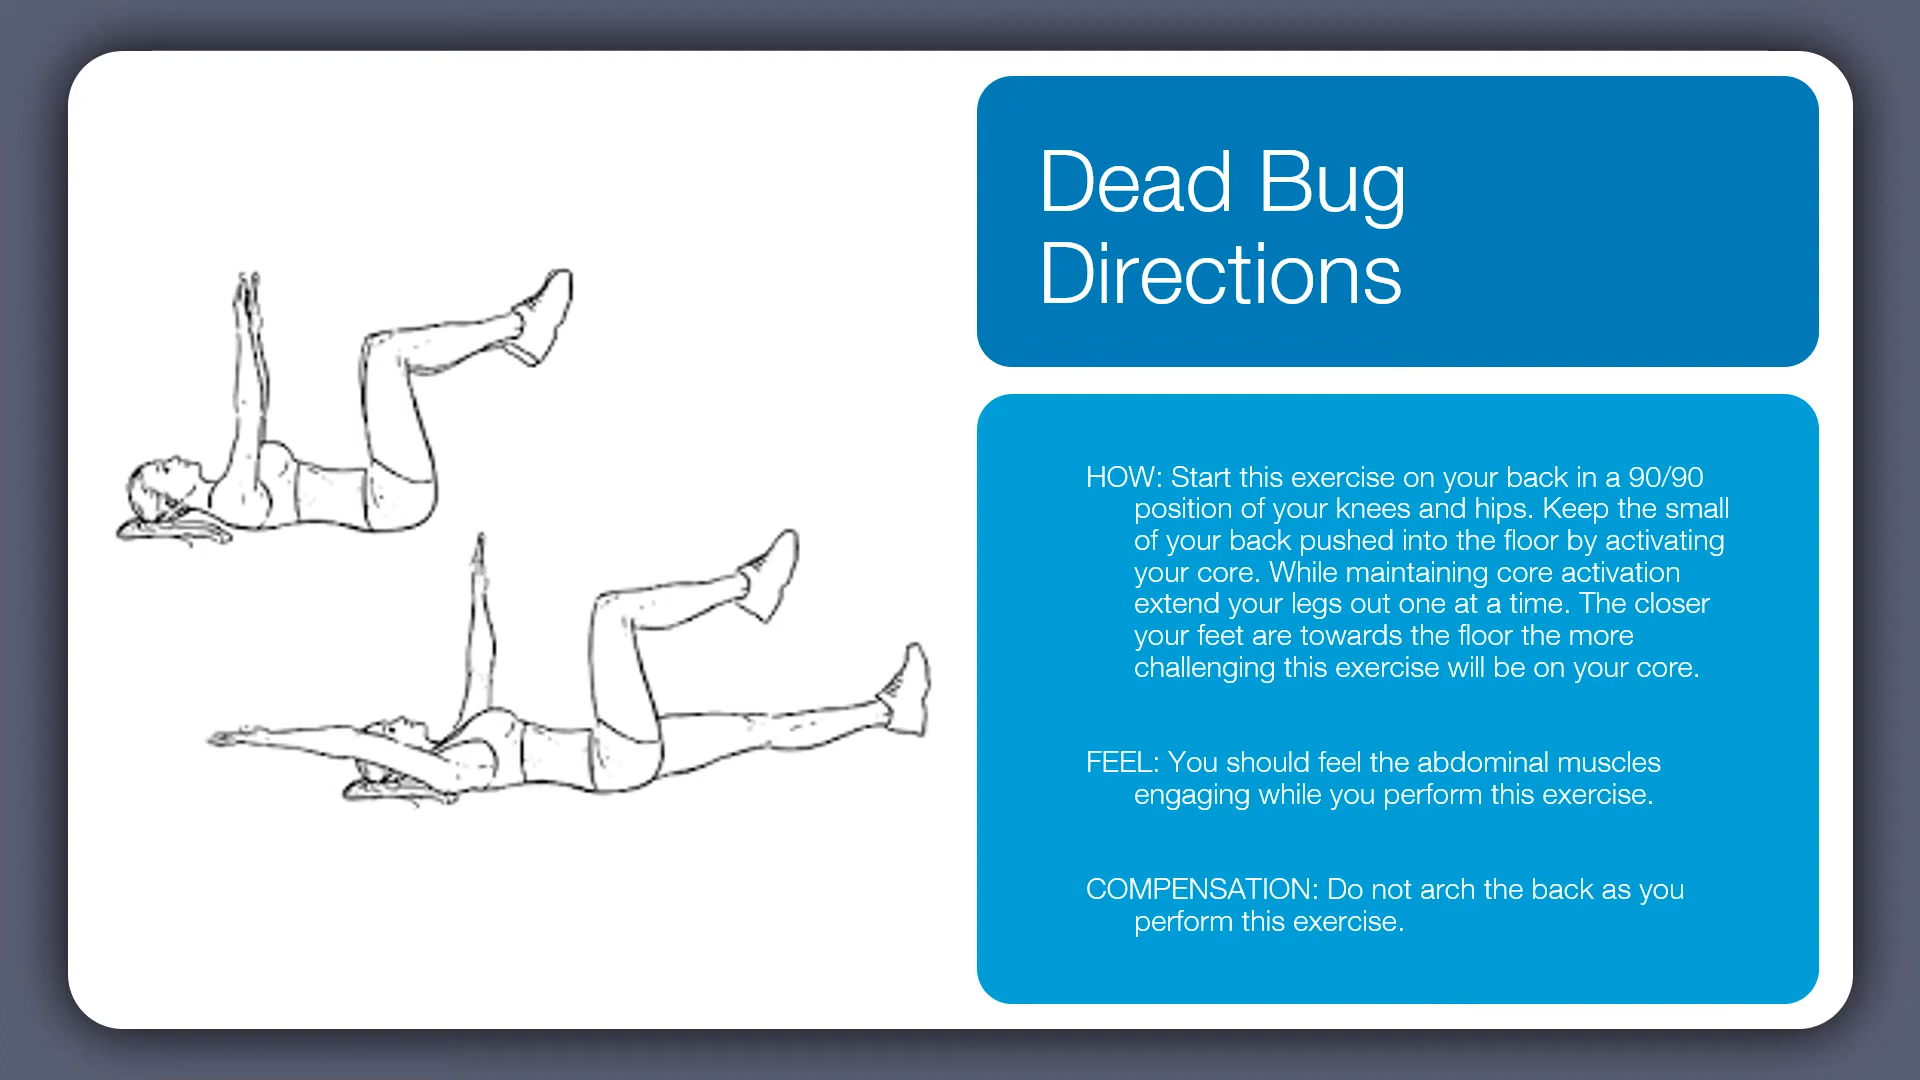 Dead Bug
Directions
HOW: Start this exercise on your back in a 90/90
position of your knees and hips. Keep the small
of your back pushed into the floor by activating
your core. While maintaining core activation
extend your legs out one at a time. The closer
your feet are towards the floor the more
challenging this exercise will be on your core.
FEEL: You should feel the abdominal muscles
engaging while you perform this exercise.
COMPENSATION: Do not arch the back as you
perform this exercise.